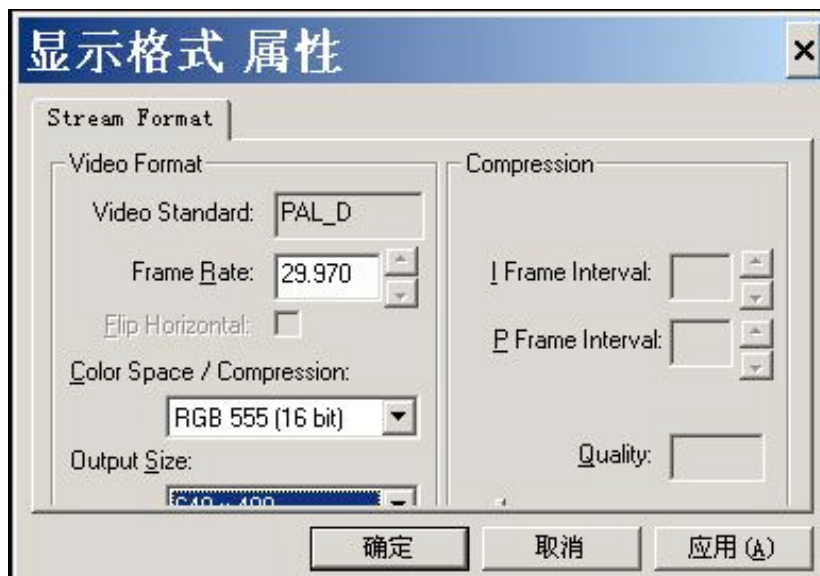 显示格式 属性
Stream Format
Video Format
Video Standard: PAL_D
Frame Rate: 29.970
Flip Horizontal:
Color Space / Compression:
RGB 555 (16 bit)
Output Size:
Compression
I Frame Interval:
P Frame Interval:
Quality:
确定
取消
应用(A)